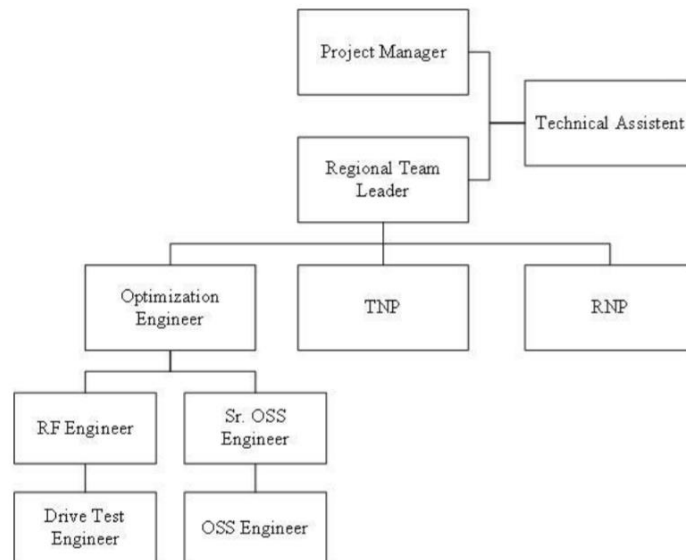 Project Manager
Technical Assistent
Regional Team
Leader
Optimization
Engineer
TNP
RNP
RF Engineer
Sr. OSS
Engineer
Drive Test
Engineer
OSS Engineer